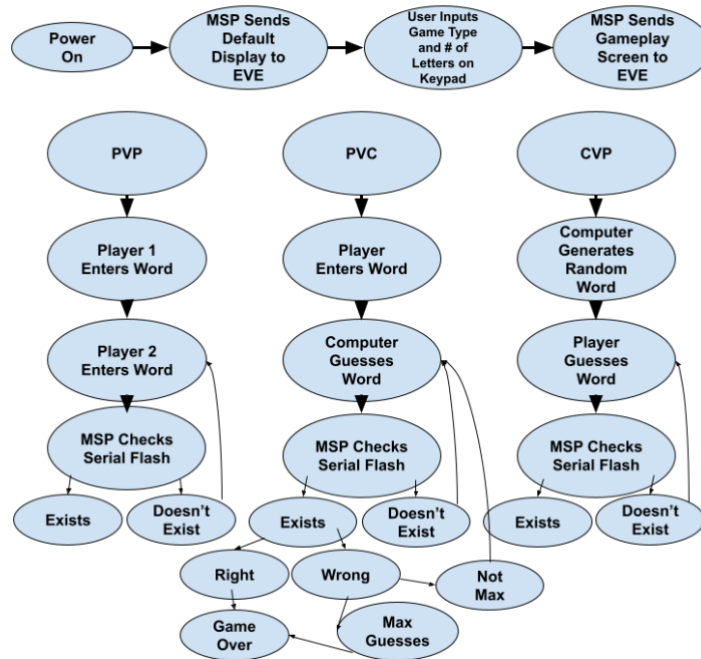 Power
On
MSP Sends
Default
Display to
EVE
User Inputs
Game Type
and # of
Letters on
Keypad
MSP Sends
Gameplay
Screen to
EVE
PVP
PVC
CVP
Player 1
Enters Word
Player
Enters Word
Computer
Generates
Random
Word
Player 2
Enters Word
Computer
Guesses
Word
Player
Guesses
Word
MSP Checks
Serial Flash
MSP Checks
Serial Flash
MSP Checks
Serial Flash
Exists
Doesn't
Exist
Exists
Doesn't
Exist
Exists
Doesn't
Exist
Right
Wrong
Not
Max
Game
Over
Max
Guesses